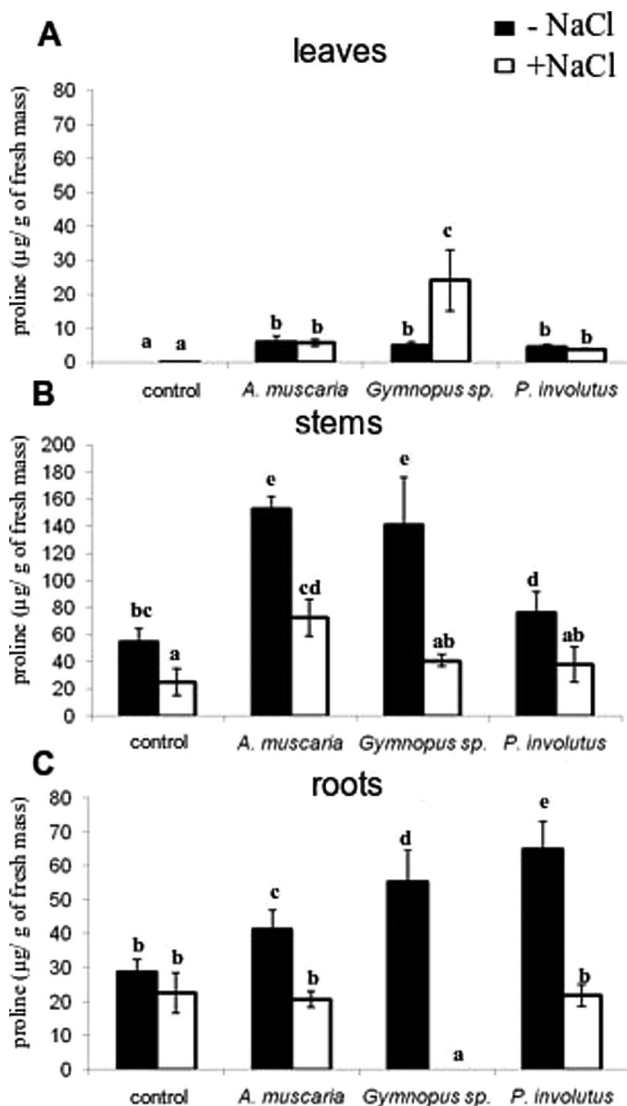 A
leaves
- NaCl
+NaCl
proline (µg/ g of fresh mass)
80
70
60
50
40
30
20
10
0
a a b b b c b b
control A. muscaria Gymnopus sp. P. involutus
B
stems
proline (µg/ g of fresh mass)
200
180
160
140
120
100
80
60
40
20
0
bc a e cd e ab d ab
control A. muscaria Gymnopus sp. P. involutus
C
roots
proline (µg/ g of fresh mass)
80
70
60
50
40
30
20
10
0
b b c b d a e b
control A. muscaria Gymnopus sp. P. involutus